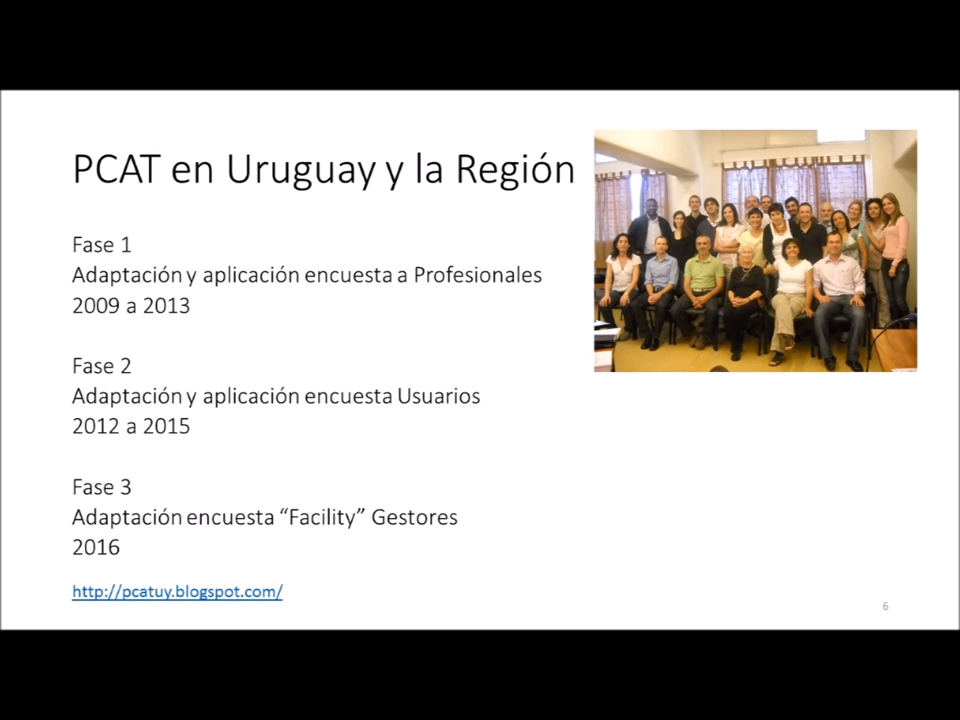 PCAT en Uruguay y la Región
Fase 1
Adaptación y aplicación encuesta a Profesionales
2009 a 2013
Fase 2
Adaptación y aplicación encuesta Usuarios
2012 a 2015
Fase 3
Adaptación encuesta “Facility” Gestores
2016
http://pcatuy.blogspot.com/
6